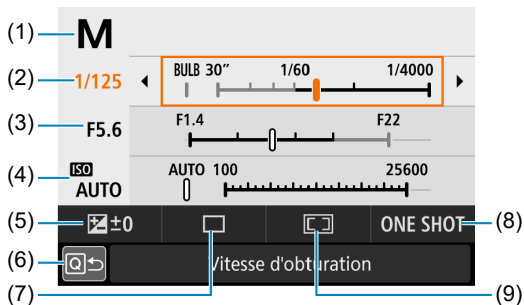 (1) M
BULB 30" 1/60 1/4000
(2) 1/125
(3) F5.6 F1.4 F22
ISO AUTO 100 25600
(4) AUTO
(5) ±0 ONE SHOT (8)
(6) Q Vitesse d'obturation
(7) (9)